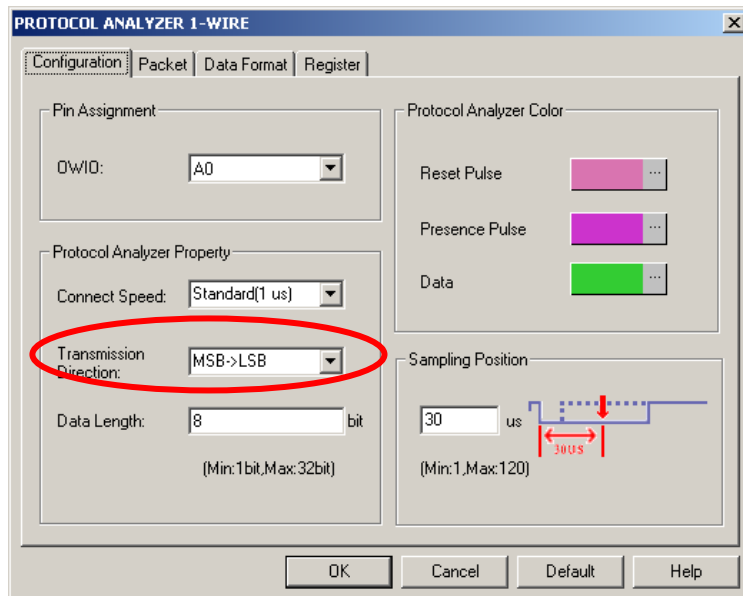 PROTOCOL ANALYZER 1-WIRE
Configuration Packet Data Format Register
Pin Assignment
OWIO: A0
Protocol Analyzer Property
Connect Speed: Standard(1 us)
Transmission
Direction: MSB->LSB
Data Length: 8 bit
(Min:1bit,Max:32bit)
Protocol Analyzer Color
Reset Pulse ...
Presence Pulse ...
Data ...
Sampling Position
30 us
30US
(Min:1,Max:120)
OK Cancel Default Help